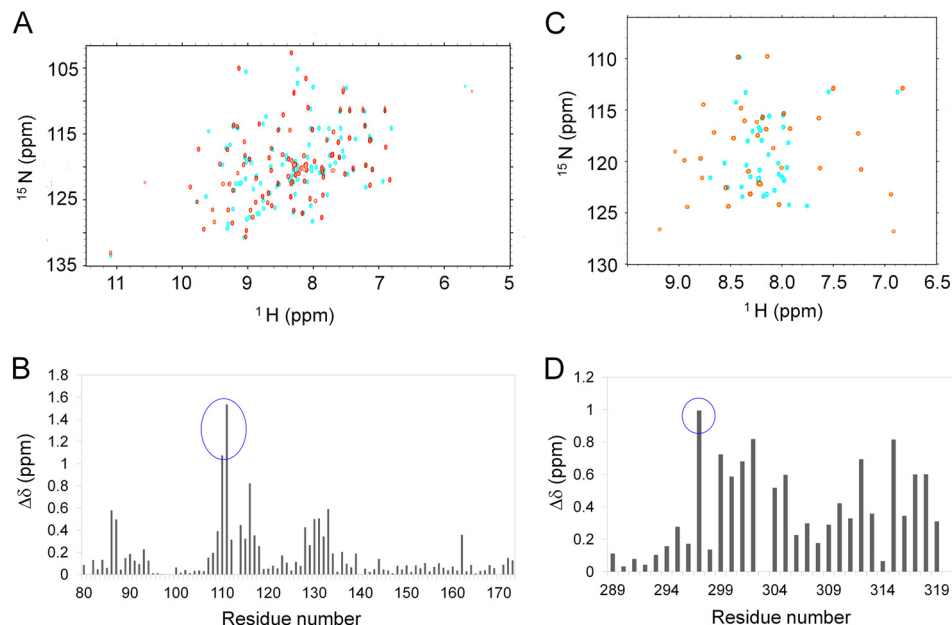 A
105
115
125
135
15 N (ppm)
11 10 9 8 7 6 5
1 H (ppm)
C
110
115
120
125
130
15 N (ppm)
9.0 8.5 8.0 7.5 7.0 6.5
1 H (ppm)
B
1.8
1.6
1.4
1.2
1
0.8
0.6
0.4
0.2
0
Δδ (ppm)
80 90 100 110 120 130 140 150 160 170
Residue number
D
1.2
1
0.8
0.6
0.4
0.2
0
Δδ (ppm)
289 294 299 304 309 314 319
Residue number